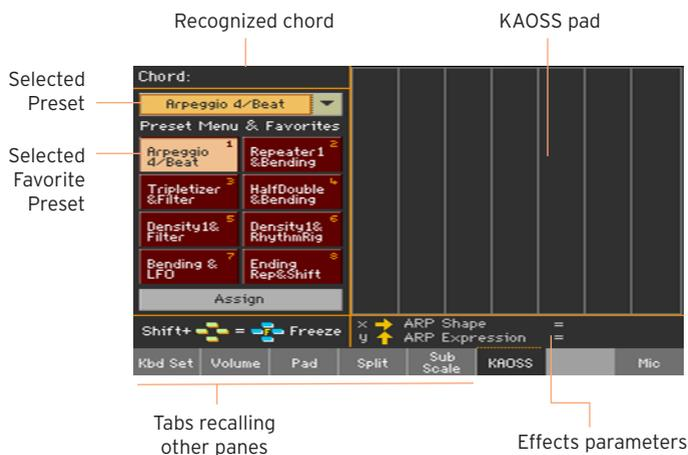 Recognized chord
KAOSS pad
Selected
Preset
Selected
Favorite
Preset
Chord:
Arpeggio 4/Beat
Preset Menu & Favorites
Arpeggio 1
4/Beat
Repeater1 2
&Bending
Tripletizer 3
&Filter
HalfDouble 4
&Bending
Density1& 5
Filter
Density1& 6
RhythmRig
Bending & 7
LFO
Ending 8
Rep&Shift
Assign
Shift+ = F Freeze
x ARP Shape =
y ARP Expression =
Kbd Set Volume Pad Split Sub Scale KAOSS Mic
Tabs recalling
other panes
Effects parameters